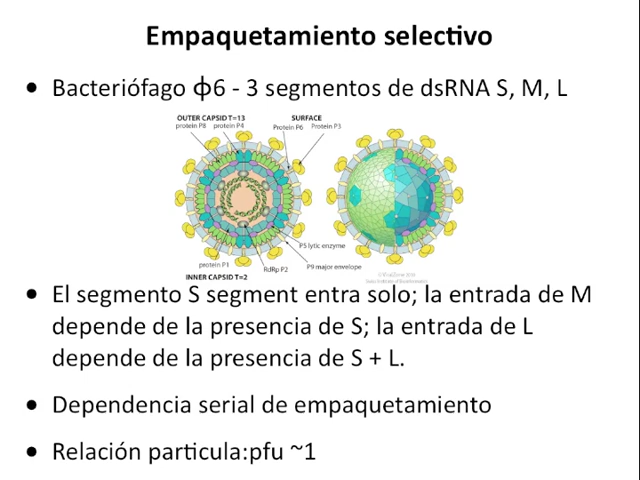 Empaquetamiento selectivo
• Bacteriófago ф6 - 3 segmentos de dsRNA S, M, L
OUTER CAPSID T=13
protein P8 protein P4
SURFACE
Protein P6 Protein P3
P5 lytic enzyme
P9 major envelope
protein P1
RdRp P2
INNER CAPSID T=2
• El segmento S segment entra solo; la entrada de M
depende de la presencia de S; la entrada de L
depende de la presencia de S + L.
• Dependencia serial de empaquetamiento
• Relación particula:pfu ~1